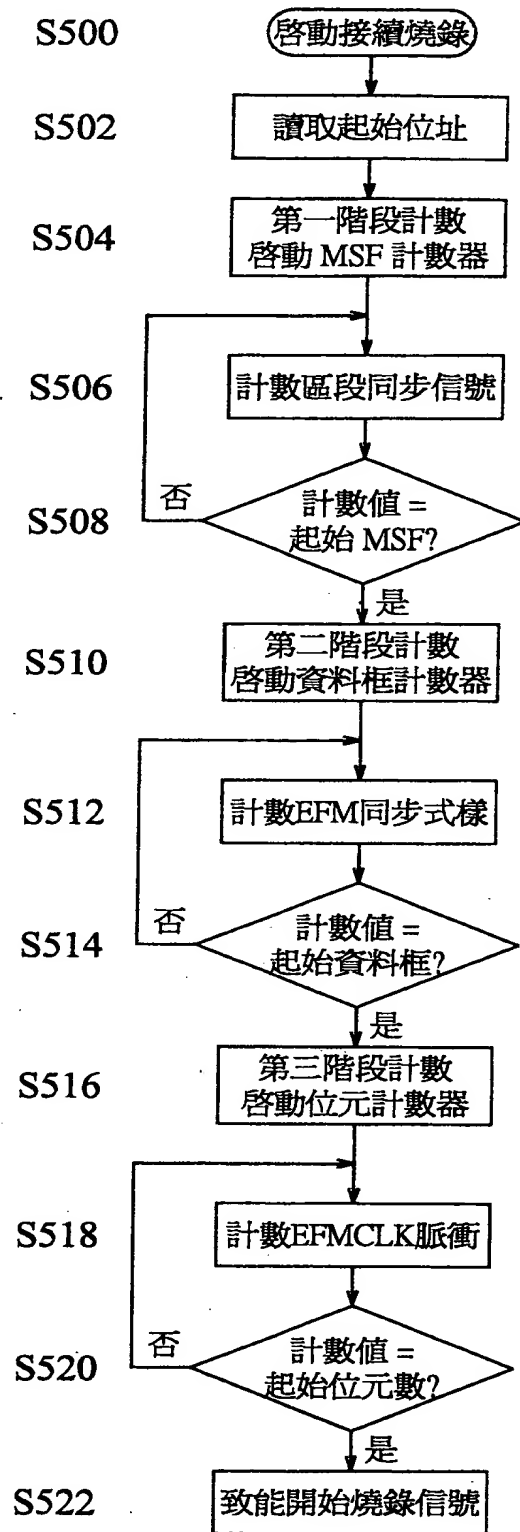 S500
啓動接續燒錄
S502
讀取起始位址
S504
第一階段計數
啓動 MSF 計數器
S506
計數區段同步信號
否
S508
計數值 =
起始 MSF?
是
S510
第二階段計數
啓動資料框計數器
S512
計數EFM同步式樣
否
S514
計數值 =
起始資料框?
是
S516
第三階段計數
啓動位元計數器
S518
計數EFMCLK脈衝
否
S520
計數值 =
起始位元數?
是
S522
致能開始燒錄信號